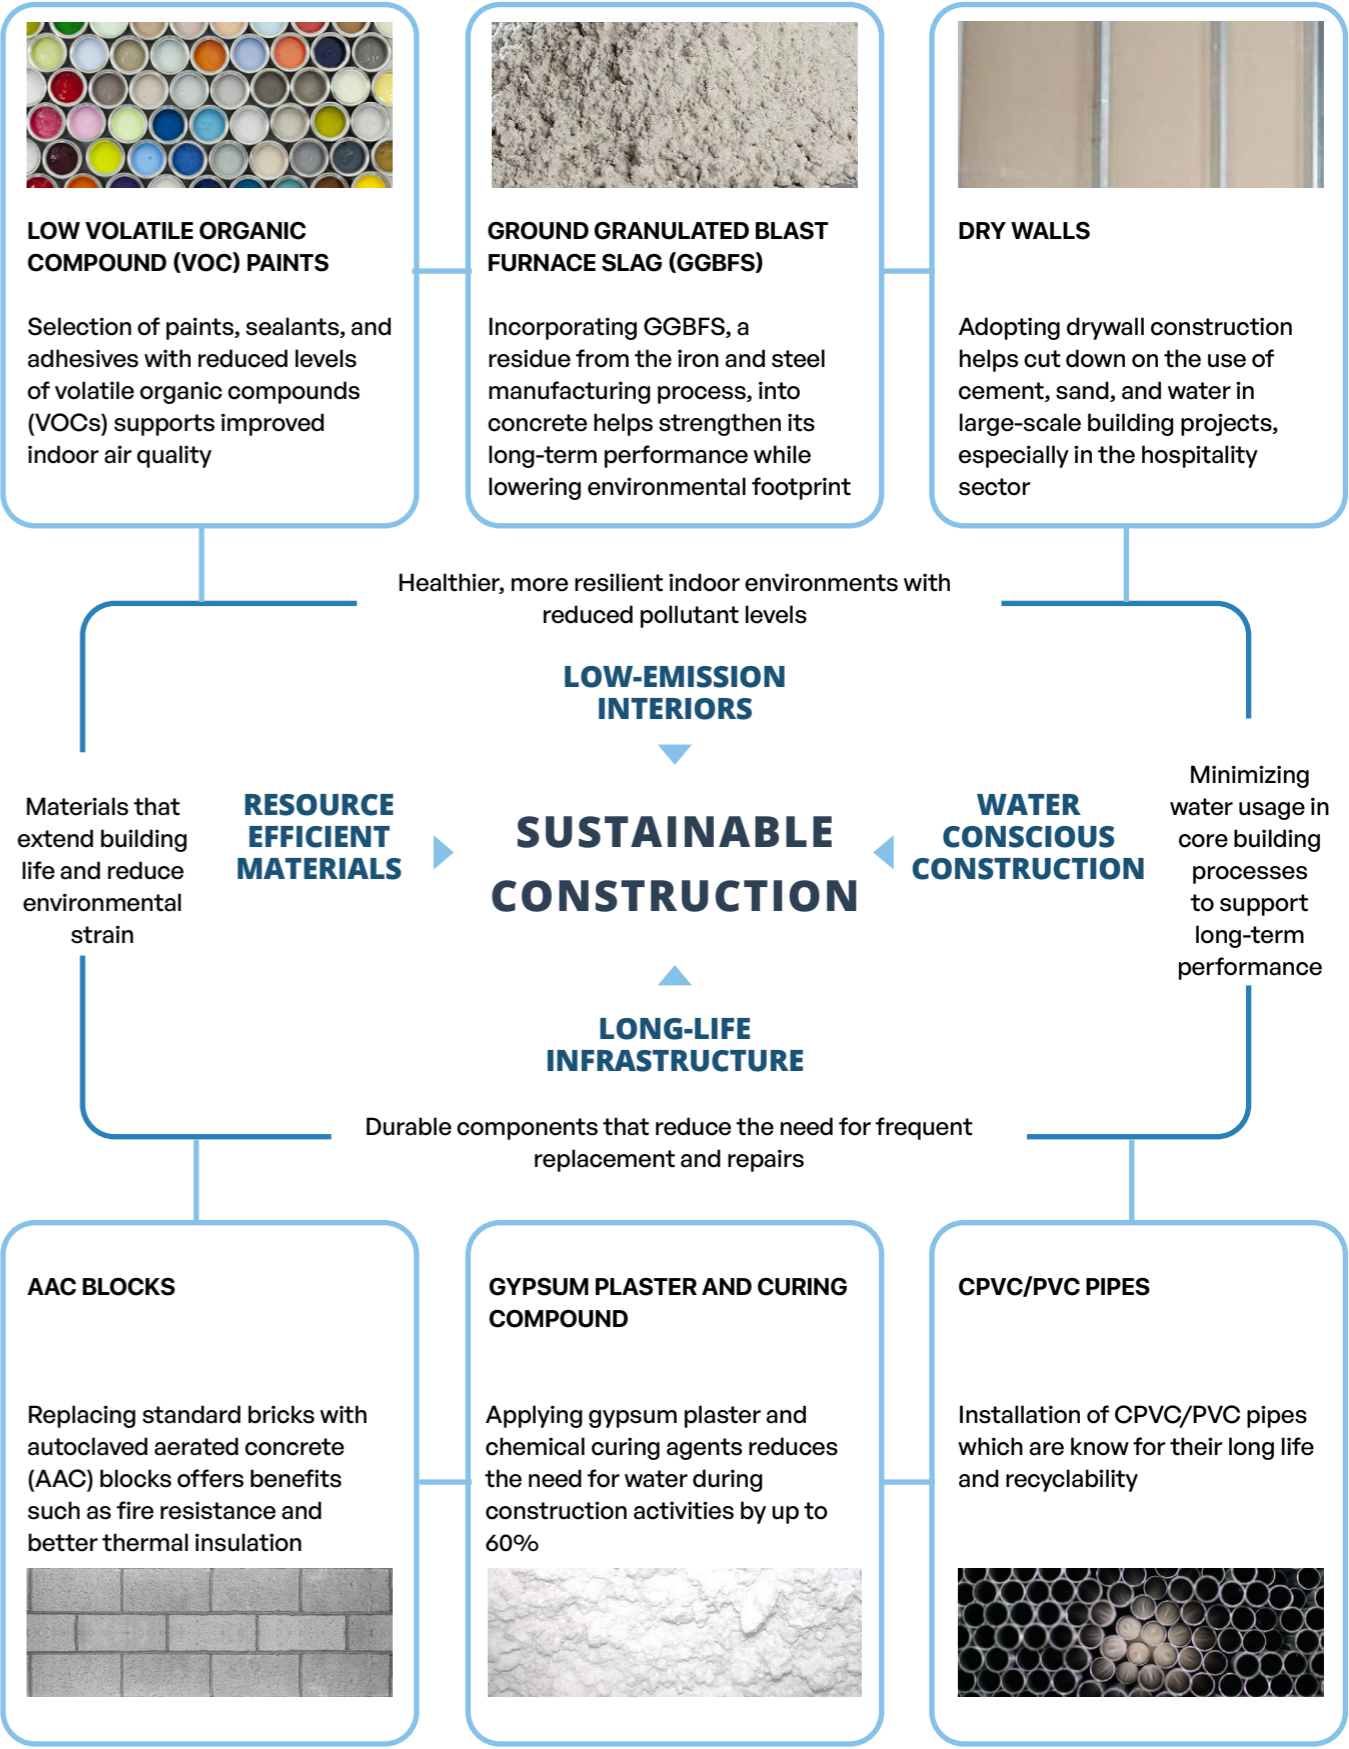 LOW VOLATILE ORGANIC
COMPOUND (VOC) PAINTS
Selection of paints, sealants, and
adhesives with reduced levels
of volatile organic compounds
(VOCs) supports improved
indoor air quality
GROUND GRANULATED BLAST
FURNACE SLAG (GGBFS)
Incorporating GGBFS, a
residue from the iron and steel
manufacturing process, into
concrete helps strengthen its
long-term performance while
lowering environmental footprint
DRY WALLS
Adopting drywall construction
helps cut down on the use of
cement, sand, and water in
large-scale building projects,
especially in the hospitality
sector
Healthier, more resilient indoor environments with
reduced pollutant levels
LOW-EMISSION
INTERIORS
Materials that
extend building
life and reduce
environmental
strain
RESOURCE
EFFICIENT
MATERIALS
SUSTAINABLE
CONSTRUCTION
WATER
CONSCIOUS
CONSTRUCTION
Minimizing
water usage in
core building
processes
to support
long-term
performance
LONG-LIFE
INFRASTRUCTURE
Durable components that reduce the need for frequent
replacement and repairs
AAC BLOCKS
Replacing standard bricks with
autoclaved aerated concrete
(AAC) blocks offers benefits
such as fire resistance and
better thermal insulation
GYPSUM PLASTER AND CURING
COMPOUND
Applying gypsum plaster and
chemical curing agents reduces
the need for water during
construction activities by up to
60%
CPVC/PVC PIPES
Installation of CPVC/PVC pipes
which are know for their long life
and recyclability